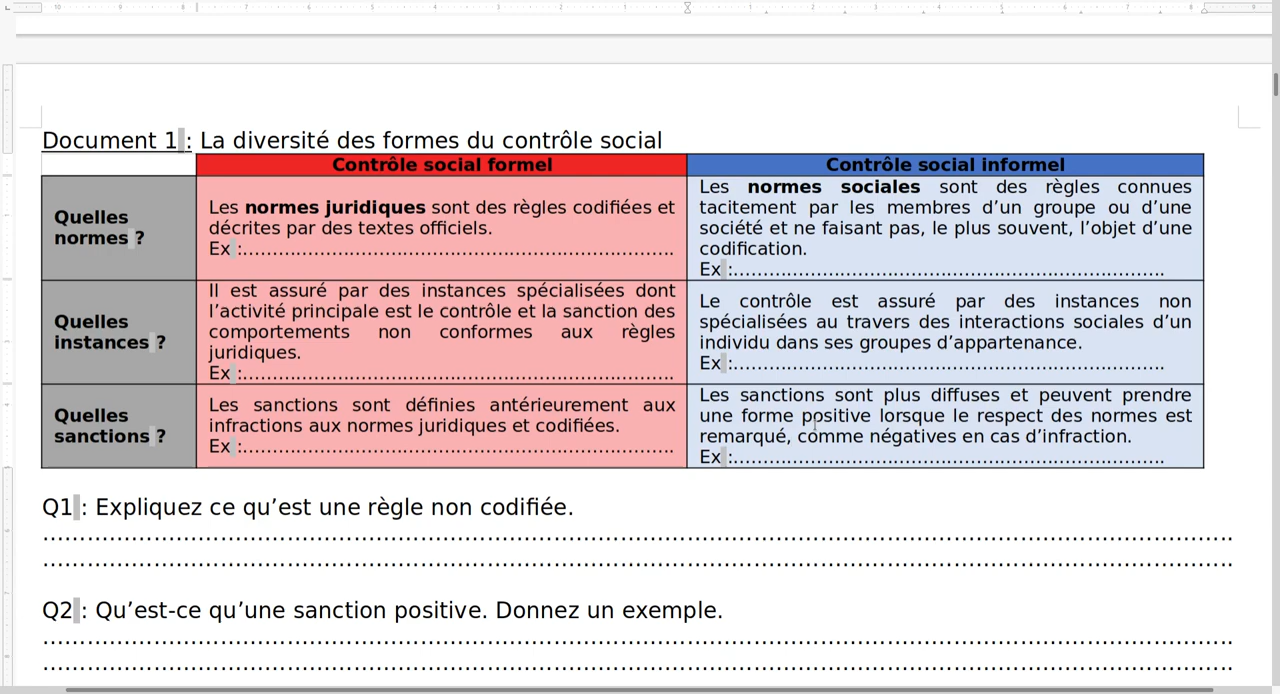 Document 1 : La diversité des formes du contrôle social
Contrôle social formel
Contrôle social informel
Quelles
normes ?
Les normes juridiques sont des règles codifiées et
décrites par des textes officiels.
Ex :.......................................................................
Les normes sociales sont des règles connues
tacitement par les membres d’un groupe ou d’une
société et ne faisant pas, le plus souvent, l’objet d’une
codification.
Ex :.......................................................................
Quelles
instances ?
Il est assuré par des instances spécialisées dont
l’activité principale est le contrôle et la sanction des
comportements non conformes aux règles
juridiques.
Ex :.......................................................................
Le contrôle est assuré par des instances non
spécialisées au travers des interactions sociales d’un
individu dans ses groupes d’appartenance.
Ex :.......................................................................
Quelles
sanctions ?
Les sanctions sont définies antérieurement aux
infractions aux normes juridiques et codifiées.
Ex :.......................................................................
Les sanctions sont plus diffuses et peuvent prendre
une forme positive lorsque le respect des normes est
remarqué, comme négatives en cas d’infraction.
Ex :.......................................................................
Q1 : Expliquez ce qu’est une règle non codifiée.
Q2 : Qu’est-ce qu’une sanction positive. Donnez un exemple.